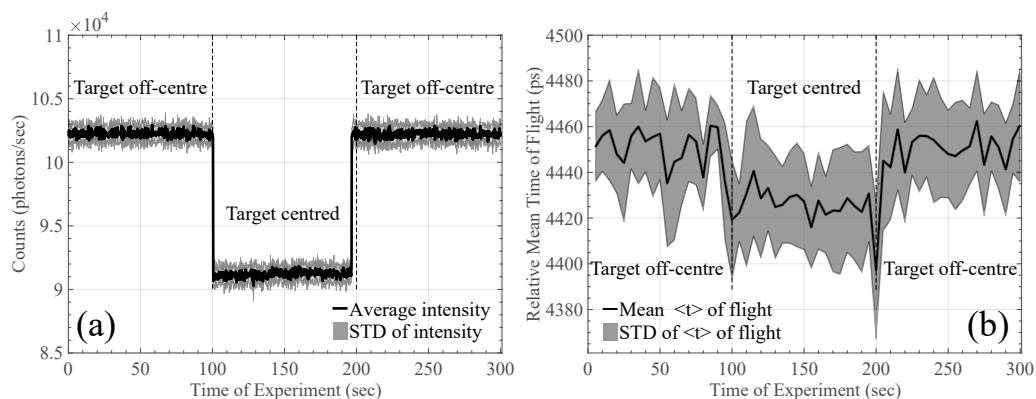 11 ×10⁴
10.5
10
9.5
9
8.5
Counts (photons/sec)
Target off-centre
Target off-centre
Target centred
Average intensity
STD of intensity
(a)
0 50 100 150 200 250 300
Time of Experiment (sec)
4500
4480
4460
4440
4420
4400
4380
Relative Mean Time of Flight (ps)
Target centred
Target off-centre
Target off-centre
Mean <t> of flight
STD of <t> of flight
(b)
0 50 100 150 200 250 300
Time of Experiment (sec)